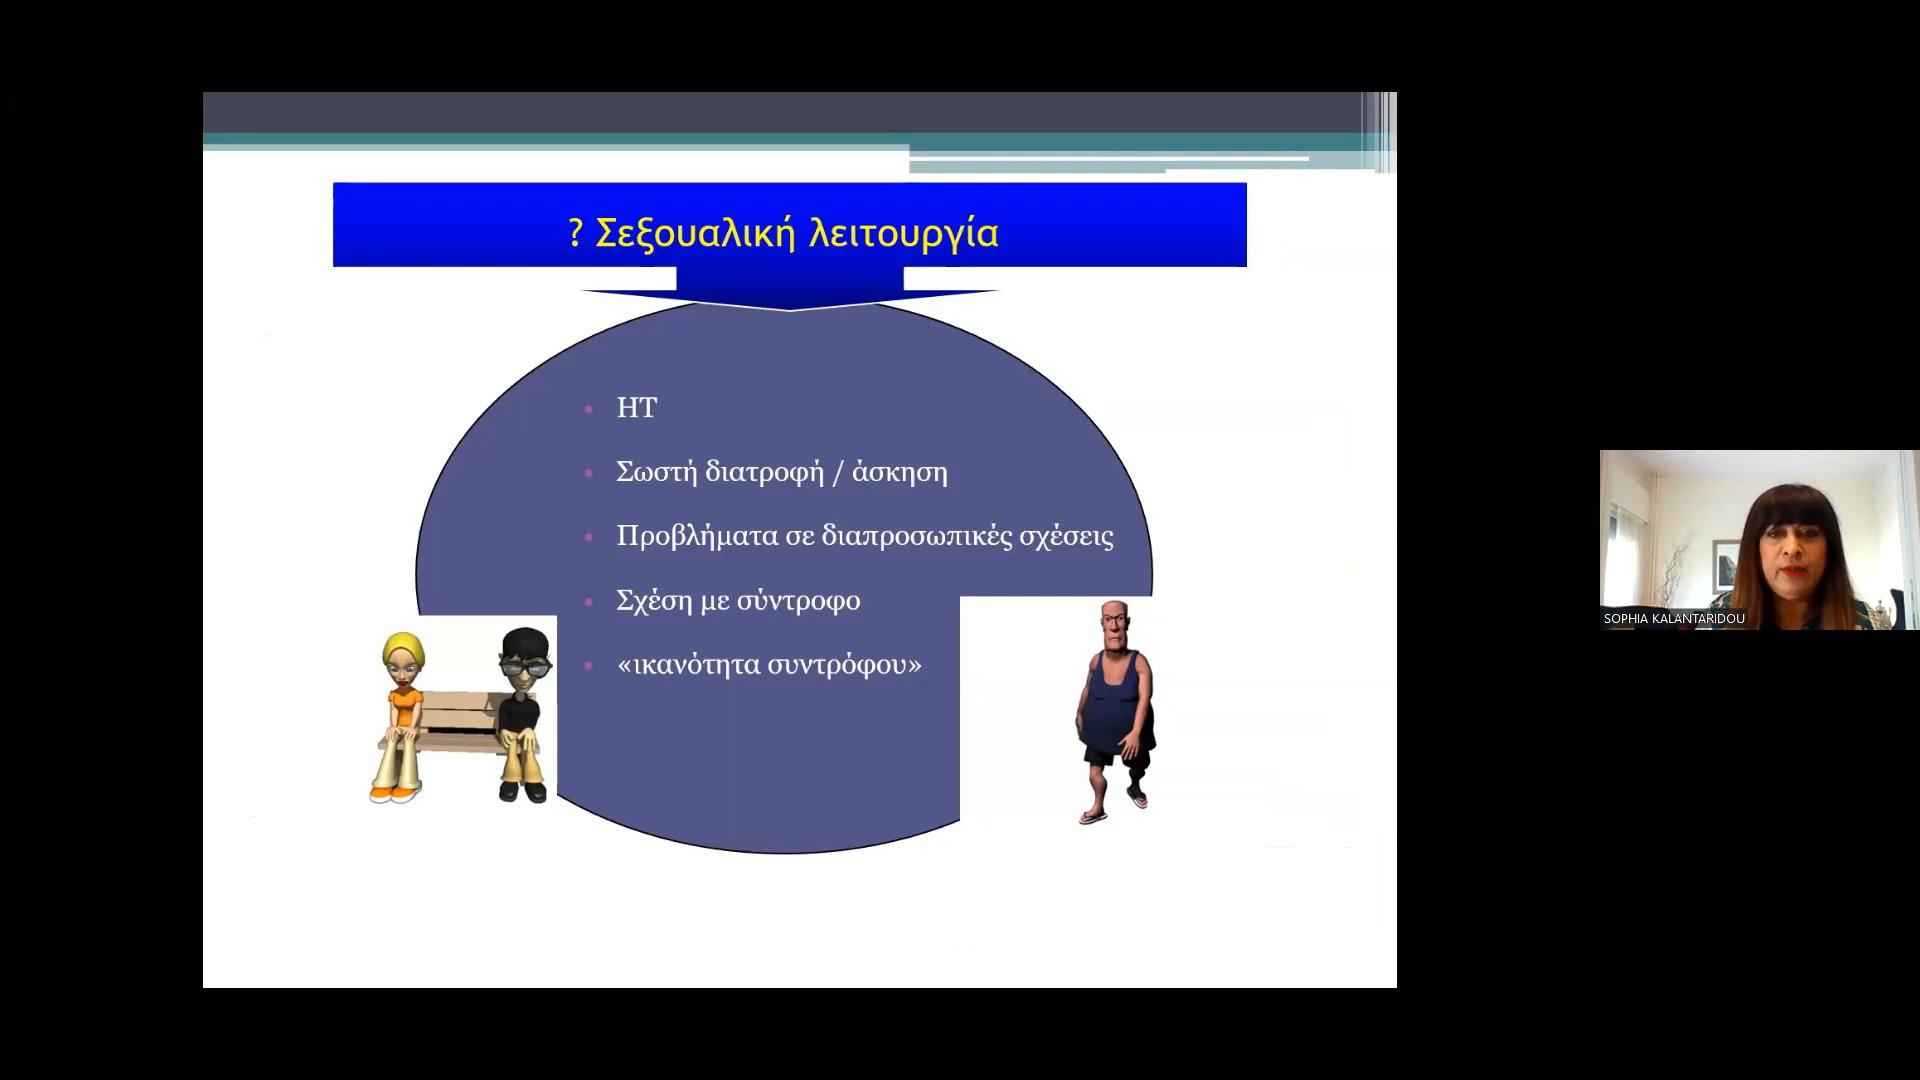 ? Σεξουαλική λειτουργία
• ΗΤ
• Σωστή διατροφή / άσκηση
• Προβλήματα σε διαπροσωπικές σχέσεις
• Σχέση με σύντροφο
• «ικανότητα συντρόφου»
SOPHIA KALANTARIDOU